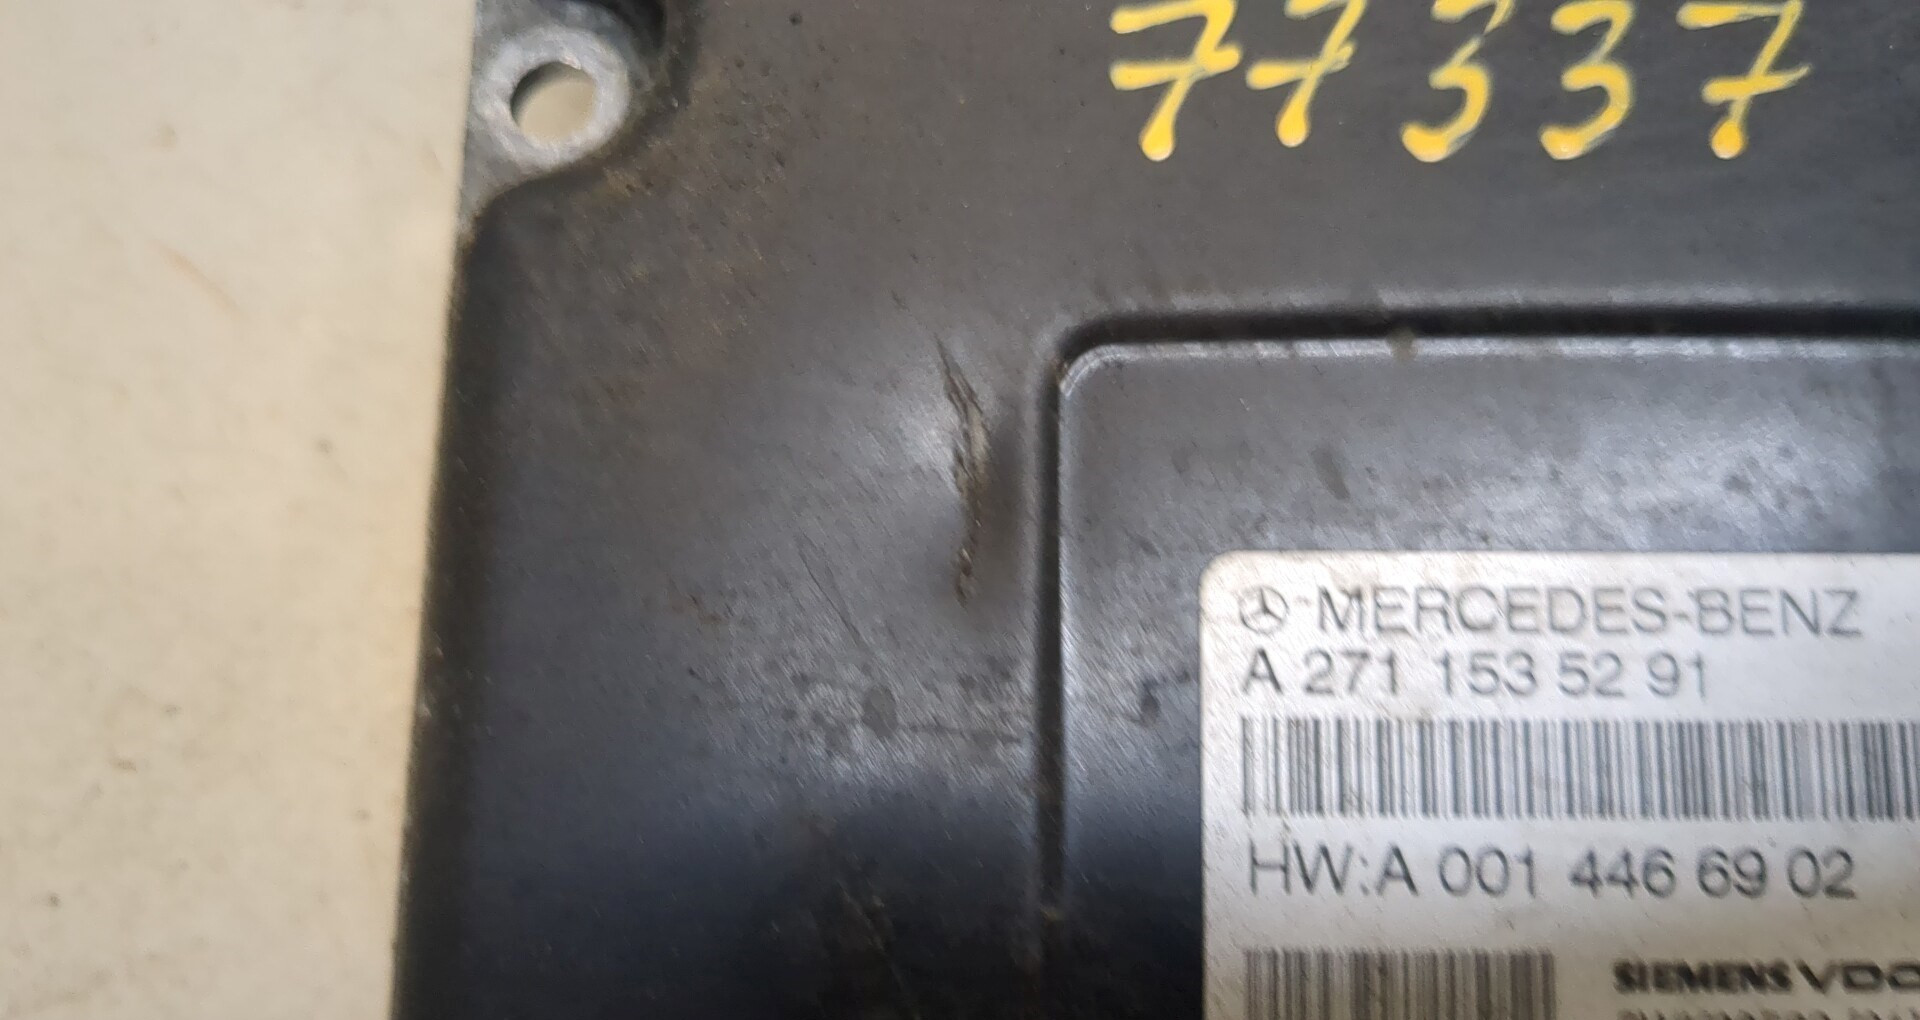 77337
MERCEDES-BENZ
A 271 153 52 91
HW:A 001 446 69 02
SIEMENS VDO